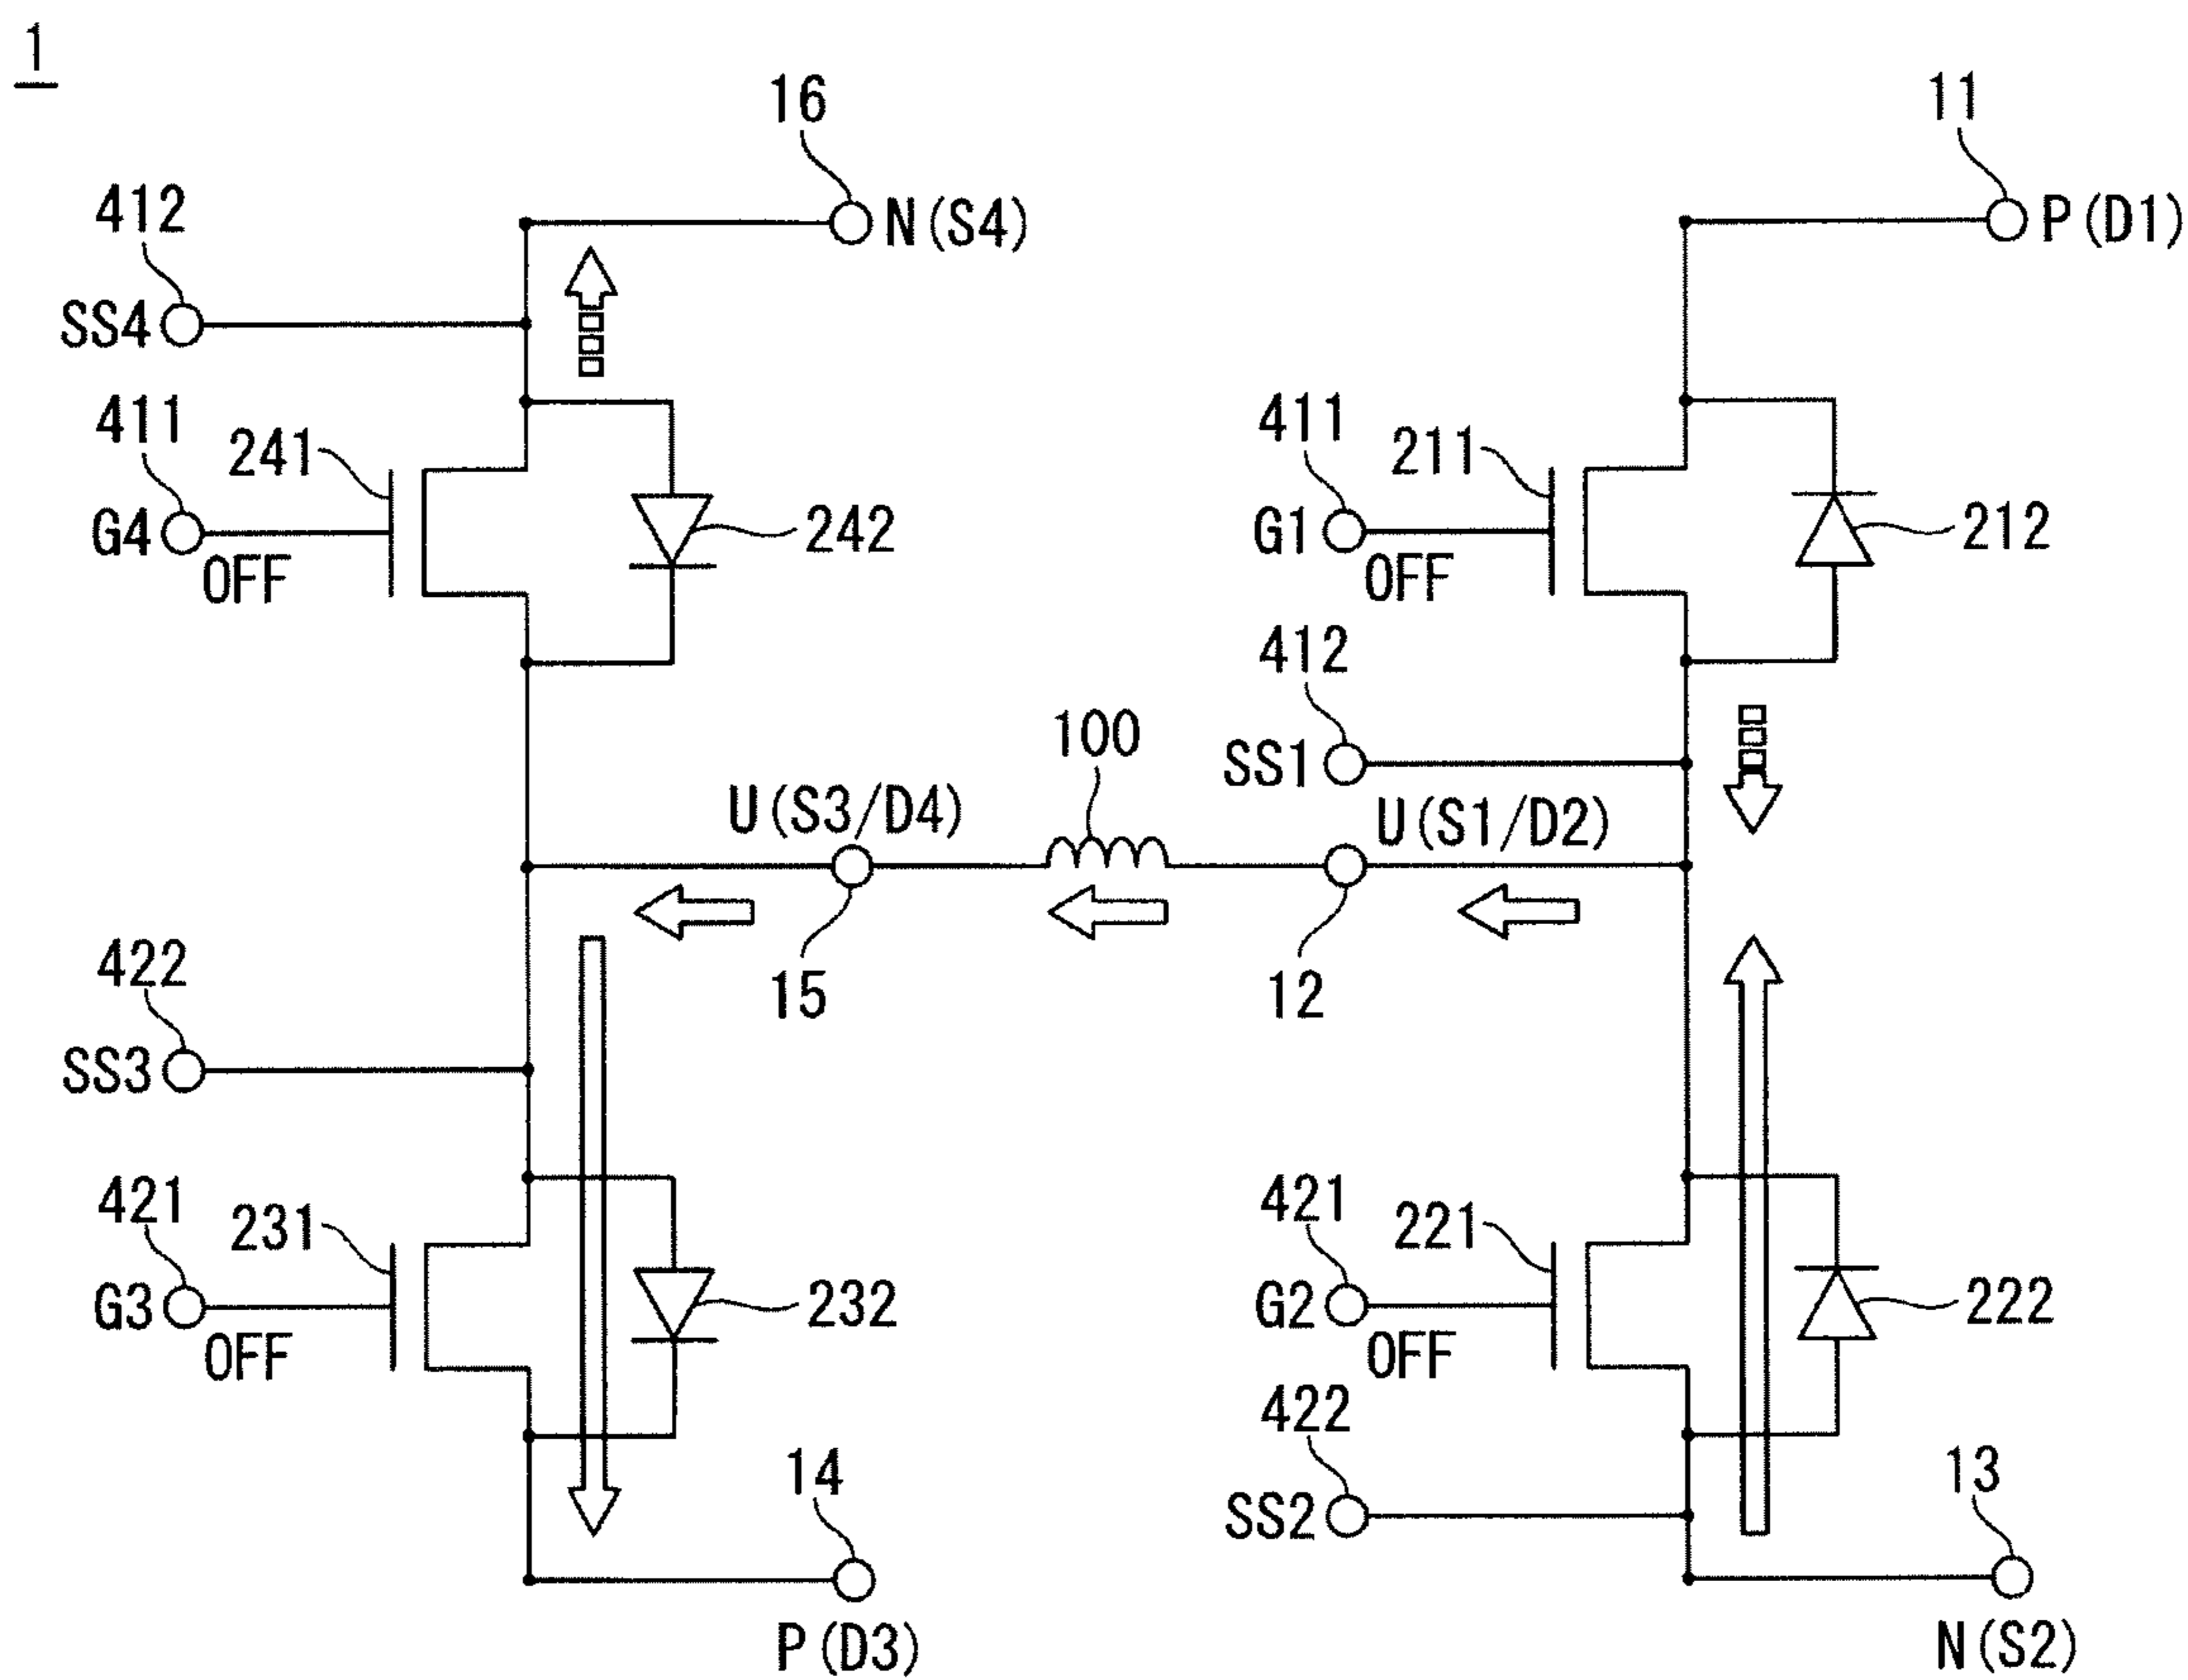 1
16
11
412
N(S4)
P(D1)
SS4
411
241
411
211
G4
242
G1
212
OFF
OFF
412
100
SS1
U(S3/D4)
U(S1/D2)
422
15
12
SS3
421
231
421
221
G3
232
G2
222
OFF
OFF
422
14
13
SS2
P(D3)
N(S2)